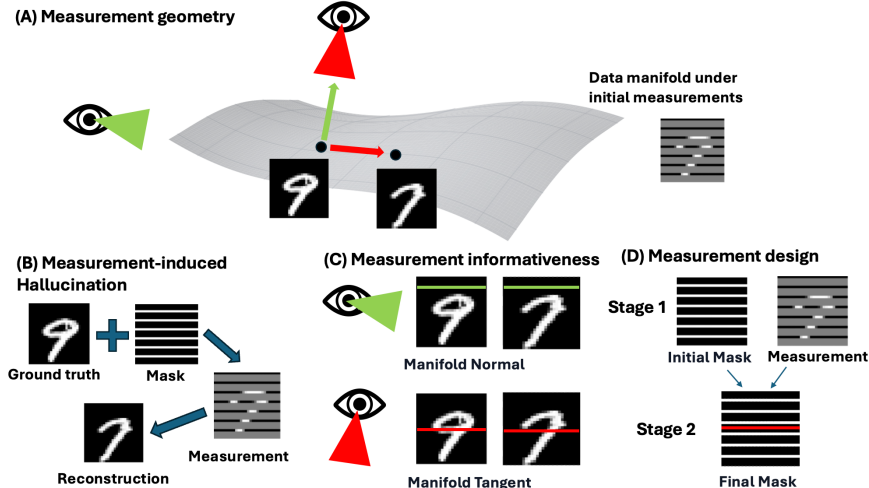 (A) Measurement geometry
Data manifold under
initial measurements
(B) Measurement-induced
Hallucination
Ground truth
Mask
Measurement
Reconstruction
(C) Measurement informativeness
Manifold Normal
Manifold Tangent
(D) Measurement design
Stage 1
Initial Mask
Measurement
Stage 2
Final Mask